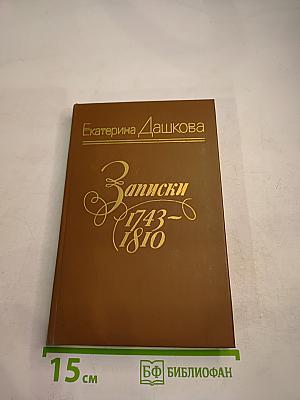 Екатерина Дашкова
Записки
1743-
1810
15 см
БФ БИБЛИОФАН